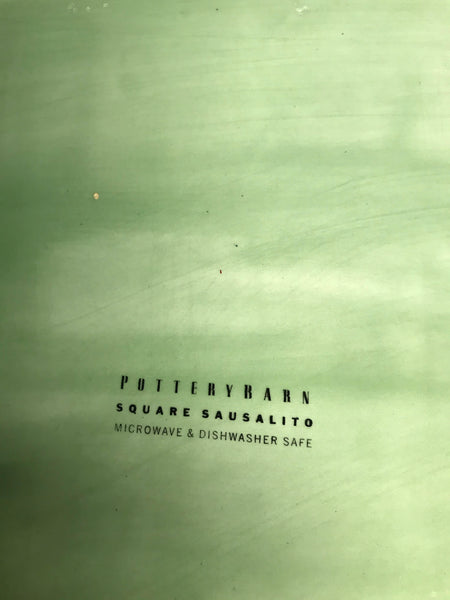 POTTERYBARN
SQUARE SAUSALITO
MICROWAVE & DISHWASHER SAFE